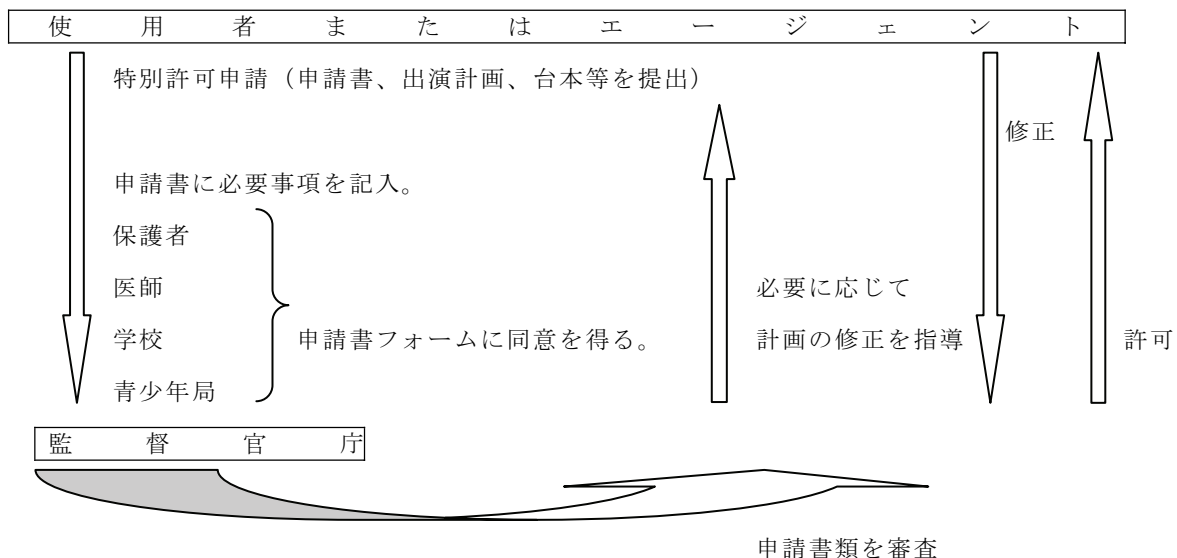 使用者またはエージェント
特別許可申請（申請書、出演計画、台本等を提出）
修正
申請書に必要事項を記入。
保護者
医師
学校
青少年局
申請書フォームに同意を得る。
必要に応じて
計画の修正を指導
許可
監督官庁
申請書類を審査